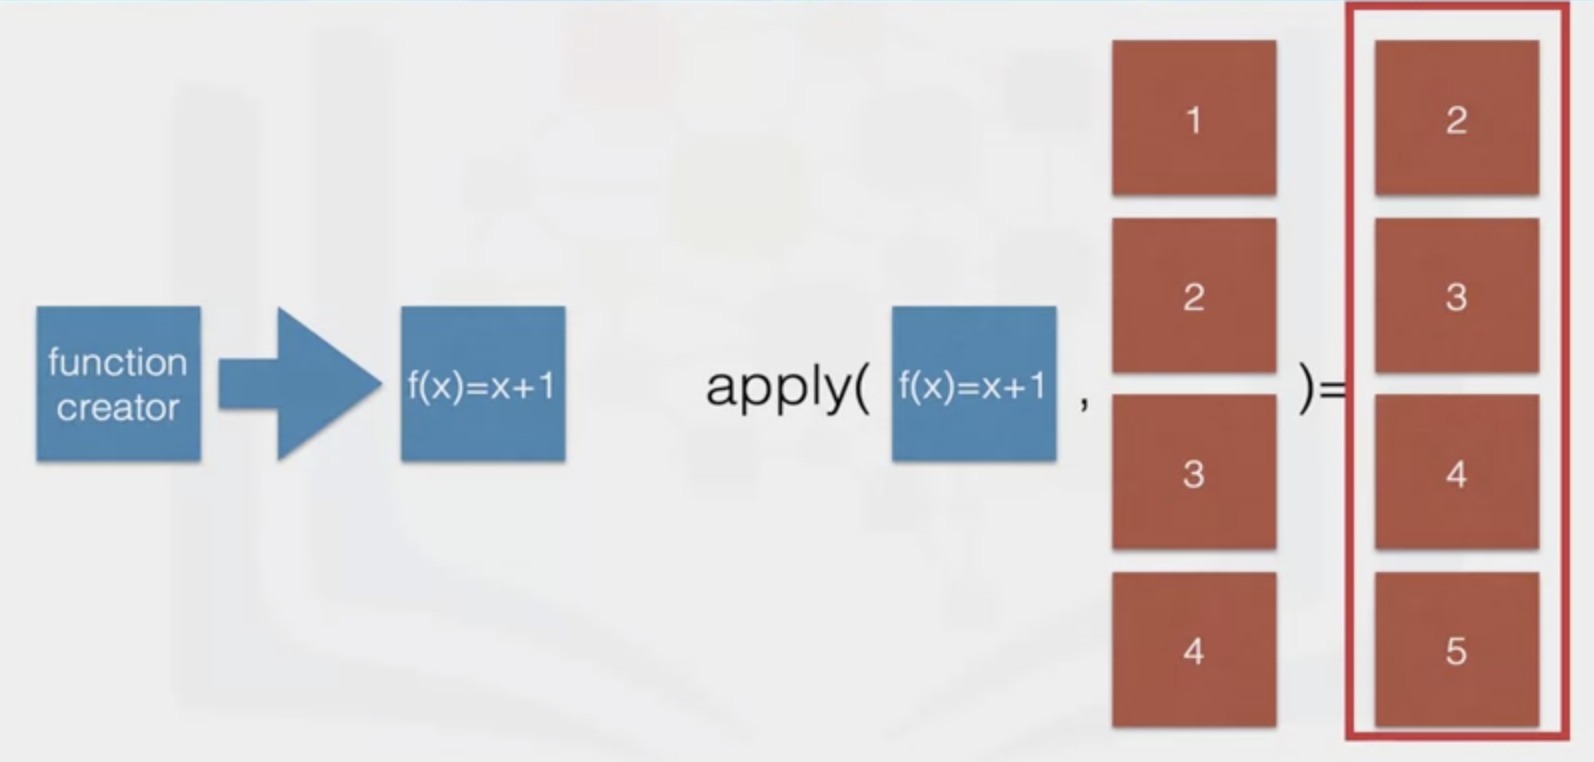 function
creator
f(x)=x+1
apply( f(x)=x+1 , )=
1
2
3
4
2
3
4
5